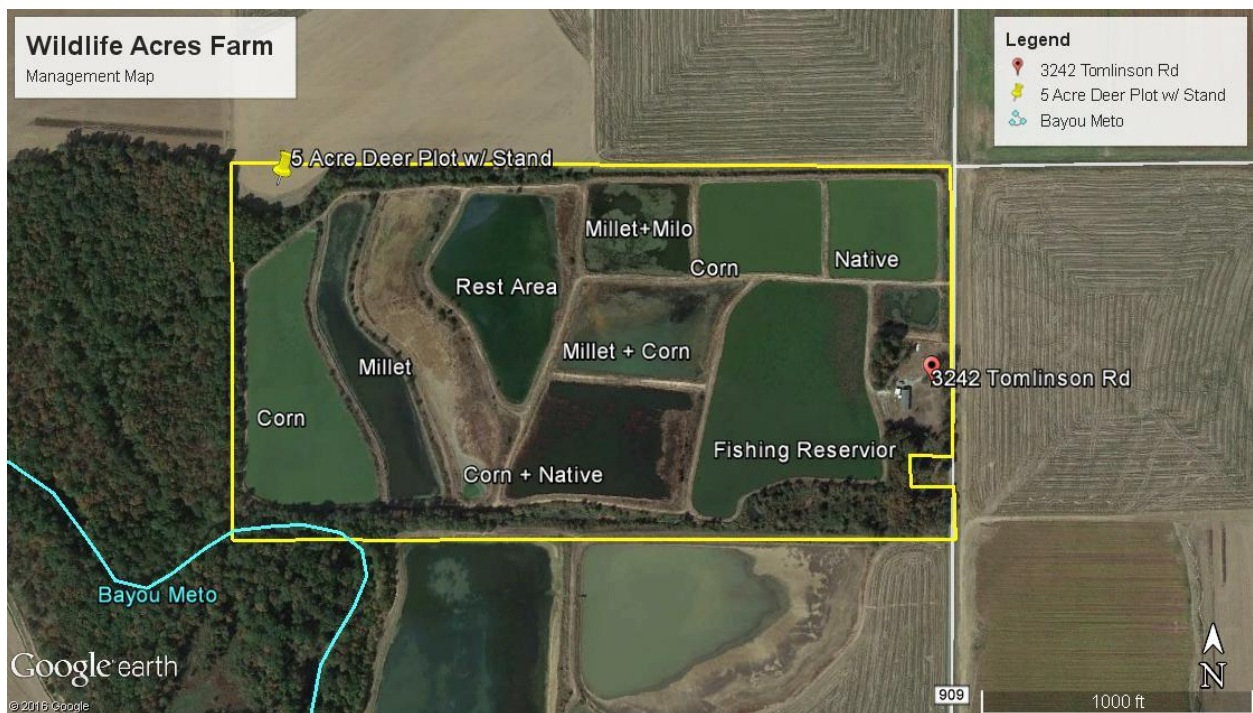 Wildlife Acres Farm
Management Map
Legend
3242 Tomlinson Rd
5 Acre Deer Plot w/ Stand
Bayou Meto
5 Acre Deer Plot w/ Stand
Millet+Milo
Corn
Native
Rest Area
Millet + Corn
Millet
3242 Tomlinson Rd
Corn
Fishing Reservior
Corn + Native
Bayou Meto
Google earth
© 2016 Google
909
1000 ft
N